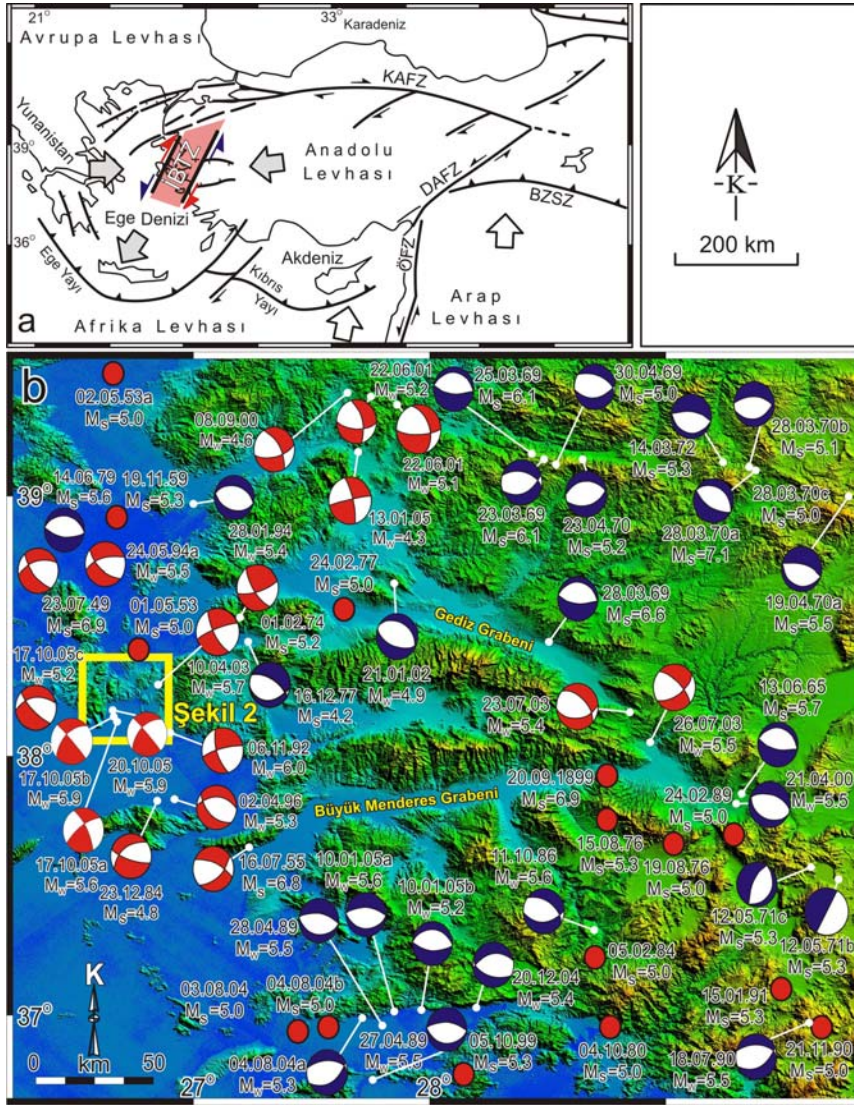 21°
33°
Avrupa Levhası
Karadeniz
KAFZ
Yunanistan
39°
İBTZ
Anadolu
Levhası
DAFZ
BZSZ
Ege Denizi
36°
Ege Yayı
Akdeniz
Kıbrıs
Yayı
ÖFZ
Arap
Levhası
Afrika Levhası
a
K
200 km
b
02.05.53a
Ms=5.0
08.09.00
Mw=4.6
22.06.01
Mw=5.2
25.03.69
Ms=6.1
30.04.69
Ms=5.0
28.03.70b
Ms=5.1
14.03.72
Ms=5.3
22.06.01
Mw=5.1
14.06.79
Ms=5.6
19.11.59
Ms=5.3
39°
23.03.69
Ms=6.1
23.04.70
Ms=5.2
28.03.70a
Ms=7.1
28.03.70c
Ms=5.0
13.01.05
Mw=4.3
28.01.94
Mw=5.4
24.05.94a
Mw=5.5
24.02.77
Ms=5.0
19.04.70a
Ms=5.5
23.07.49
Ms=6.9
01.05.53
Ms=5.0
01.02.74
Ms=5.2
28.03.69
Ms=6.6
Gediz Grabeni
17.10.05c
Mw=5.2
10.04.03
Mw=5.7
16.12.77
Ms=4.2
21.01.02
Mw=4.9
Şekil 2
23.07.03
Mw=5.4
26.07.03
Mw=5.5
13.06.65
Ms=5.7
38°
17.10.05b
Mw=5.9
20.10.05
Mw=5.9
06.11.92
Mw=6.0
20.09.1899
Ms=6.9
24.02.89
Ms=5.0
21.04.00
Mw=5.5
Büyük Menderes Grabeni
02.04.96
Mw=5.3
17.10.05a
Mw=5.6
23.12.84
Ms=4.8
16.07.55
Ms=6.8
15.08.76
Ms=5.3
19.08.76
Ms=5.0
10.01.05a
Mw=5.6
10.01.05b
Mw=5.2
11.10.86
Mw=5.6
12.05.71c
Ms=5.3
12.05.71b
Ms=5.3
28.04.89
Mw=5.5
05.02.84
Ms=5.0
20.12.04
Mw=5.4
K
03.08.04
Ms=5.0
04.08.04b
Ms=5.0
15.01.91
Ms=5.3
37°
27.04.89
Mw=5.5
05.10.99
Mw=5.3
04.10.80
Ms=5.0
18.07.90
Mw=5.5
21.11.90
Ms=5.0
04.08.04a
Mw=5.3
0 km 50
27°
28°